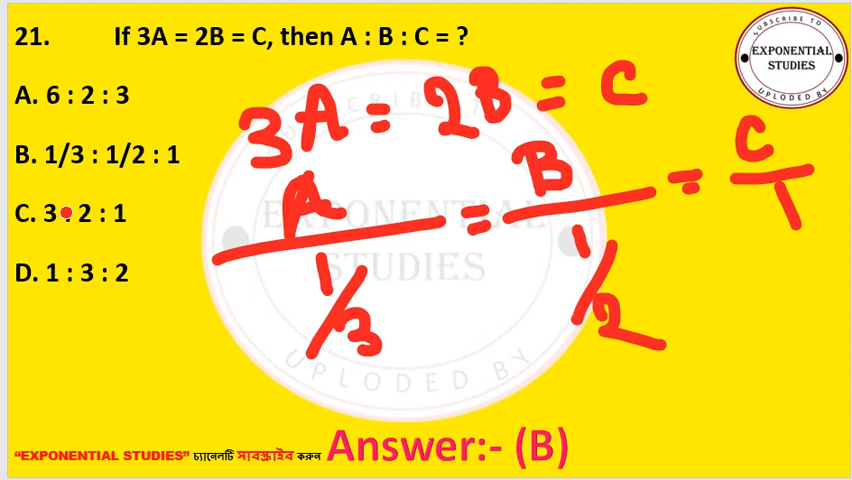 21. If 3A = 2B = C, then A : B : C = ?
SUBSCRIBE TO
EXPONENTIAL
STUDIES
UPLODED BY
A. 6 : 2 : 3
3A = 2B = C
B. 1/3 : 1/2 : 1
A/(1/3) = B/(1/2) = C/1
C. 3 : 2 : 1
EXPONENTIAL
STUDIES
D. 1 : 3 : 2
UPLODED BY
Answer:- (B)
"EXPONENTIAL STUDIES" চ্যানেলটি সাবস্ক্রাইব করুন